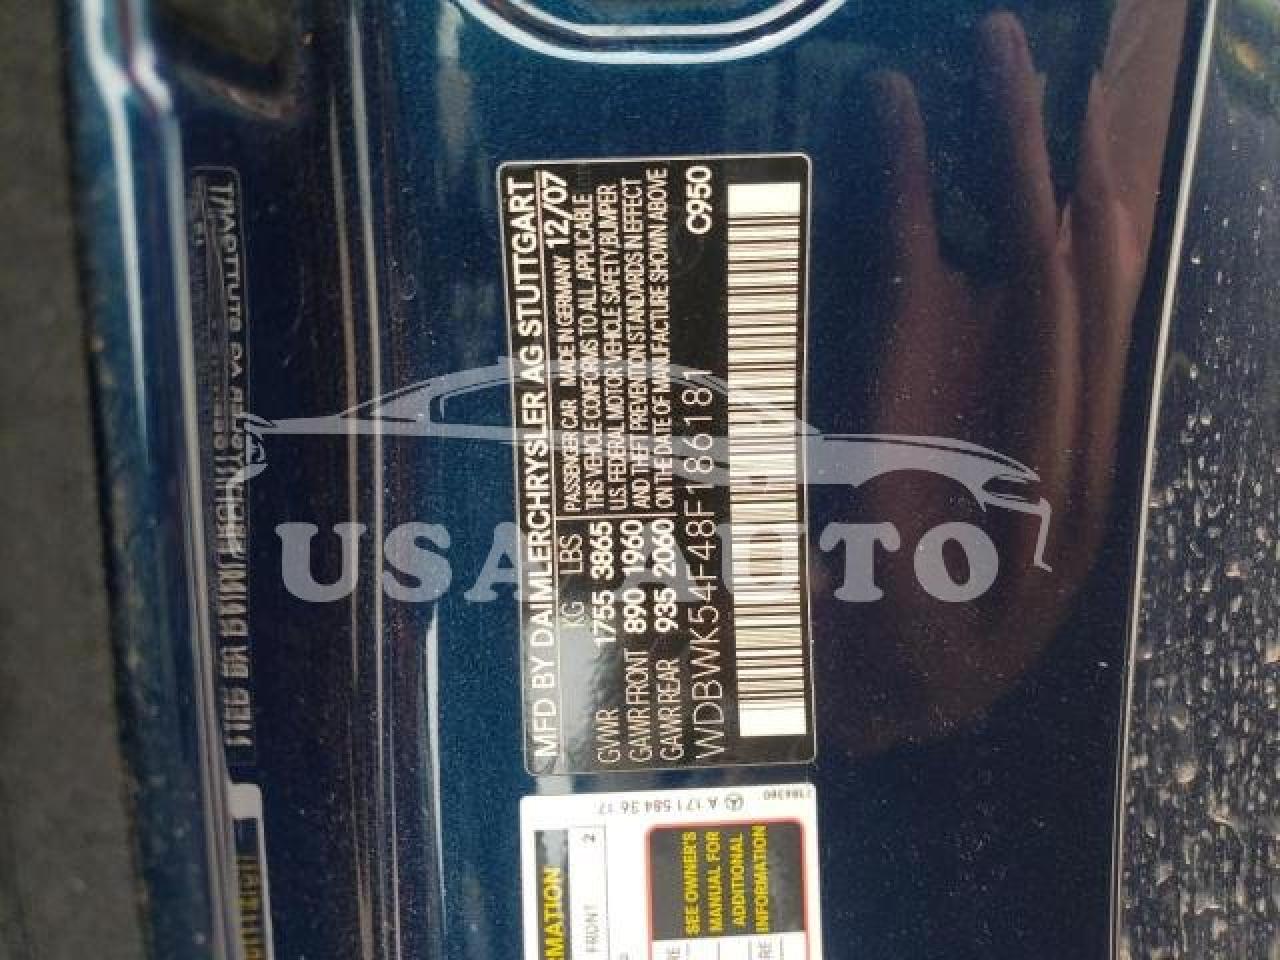 MFD BY DAIMLERCHRYSLER AG STUTTGART
KG LBS PASSENGER CAR MADE IN GERMANY 12/07
GVWR 1755 3865 THIS VEHICLE CONFORMS TO ALL APPLICABLE
GAWR FRONT 890 1960 U.S. FEDERAL MOTOR VEHICLE SAFETY, BUMPER
GAWR REAR 935 2060 AND THEFT PREVENTION STANDARDS IN EFFECT
ON THE DATE OF MANUFACTURE SHOWN ABOVE
WDBWK54F48F186181 C950
USA AUTO
A 171 584 36 17
FRONT 2
SEE OWNER'S
MANUAL FOR
ADDITIONAL
INFORMATION